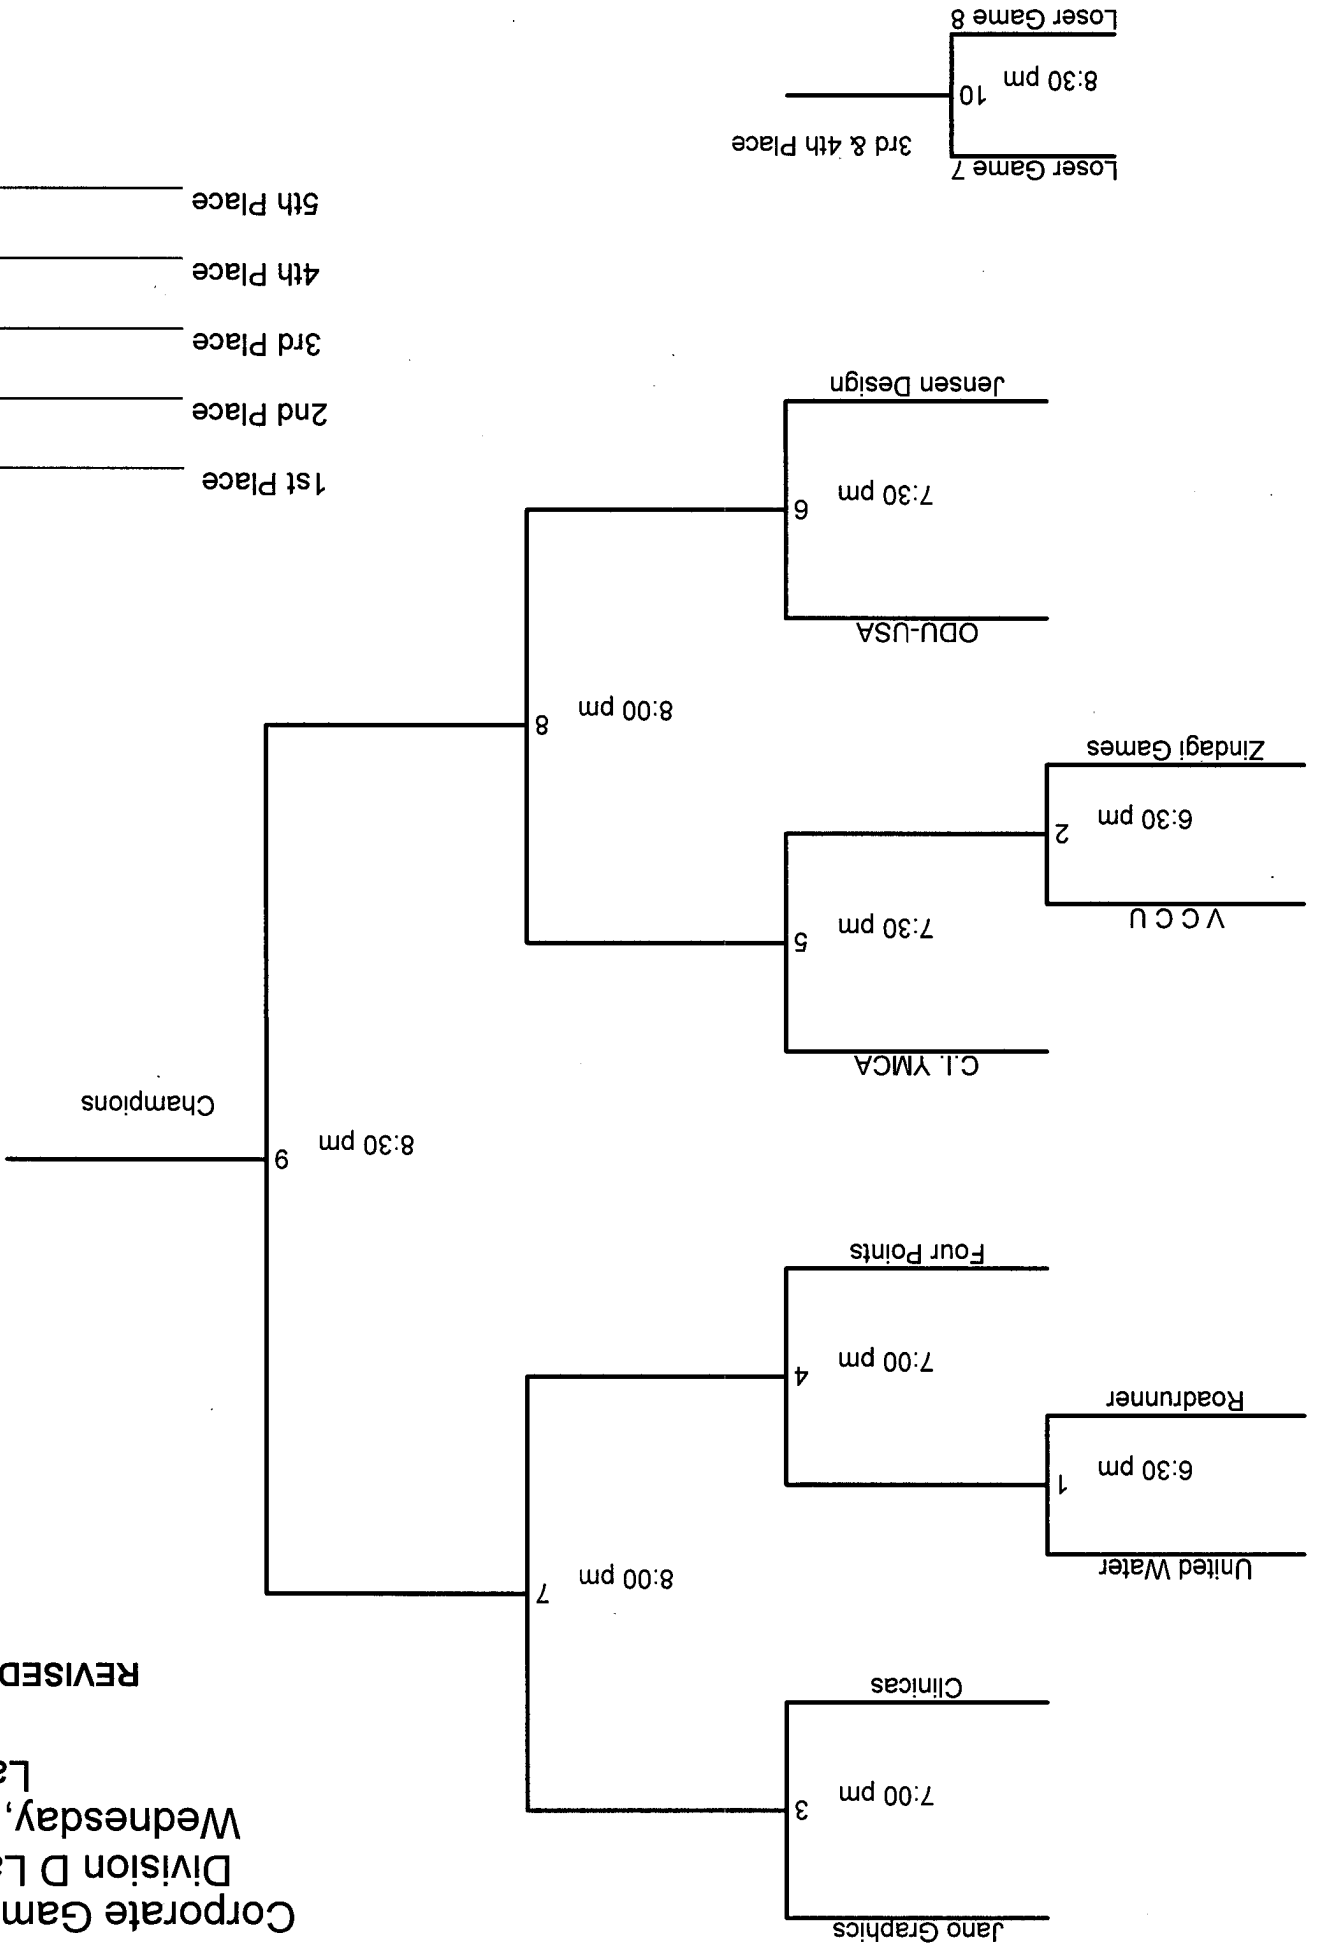 Corporate Gam
Division D La
Wednesday,
La
REVISED
Jano Graphics
3
7:00 pm
Clinicas
7
8:00 pm
United Water
1
6:30 pm
Roadrunner
4
7:00 pm
Four Points
9
8:30 pm
Champions
C.I. YMCA
5
7:30 pm
V C C U
2
6:30 pm
Zindagi Games
8
8:00 pm
ODU-USA
6
7:30 pm
Jensen Design
1st Place
2nd Place
3rd Place
4th Place
5th Place
Loser Game 7
3rd & 4th Place
10
8:30 pm
Loser Game 8